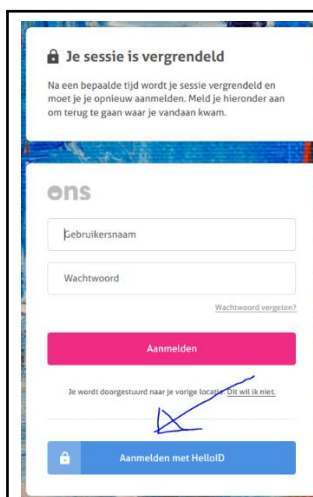 Je sessie is vergrendeld
Na een bepaalde tijd wordt je sessie vergrendeld en
moet je je opnieuw aanmelden. Meld je hieronder aan
om terug te gaan waar je vandaan kwam.
ons
Gebruikersnaam
Wachtwoord
Wachtwoord vergeten?
Aanmelden
Je wordt doorgestuurd naar je vorige locatie. Dit wil ik niet.
Aanmelden met HelloID